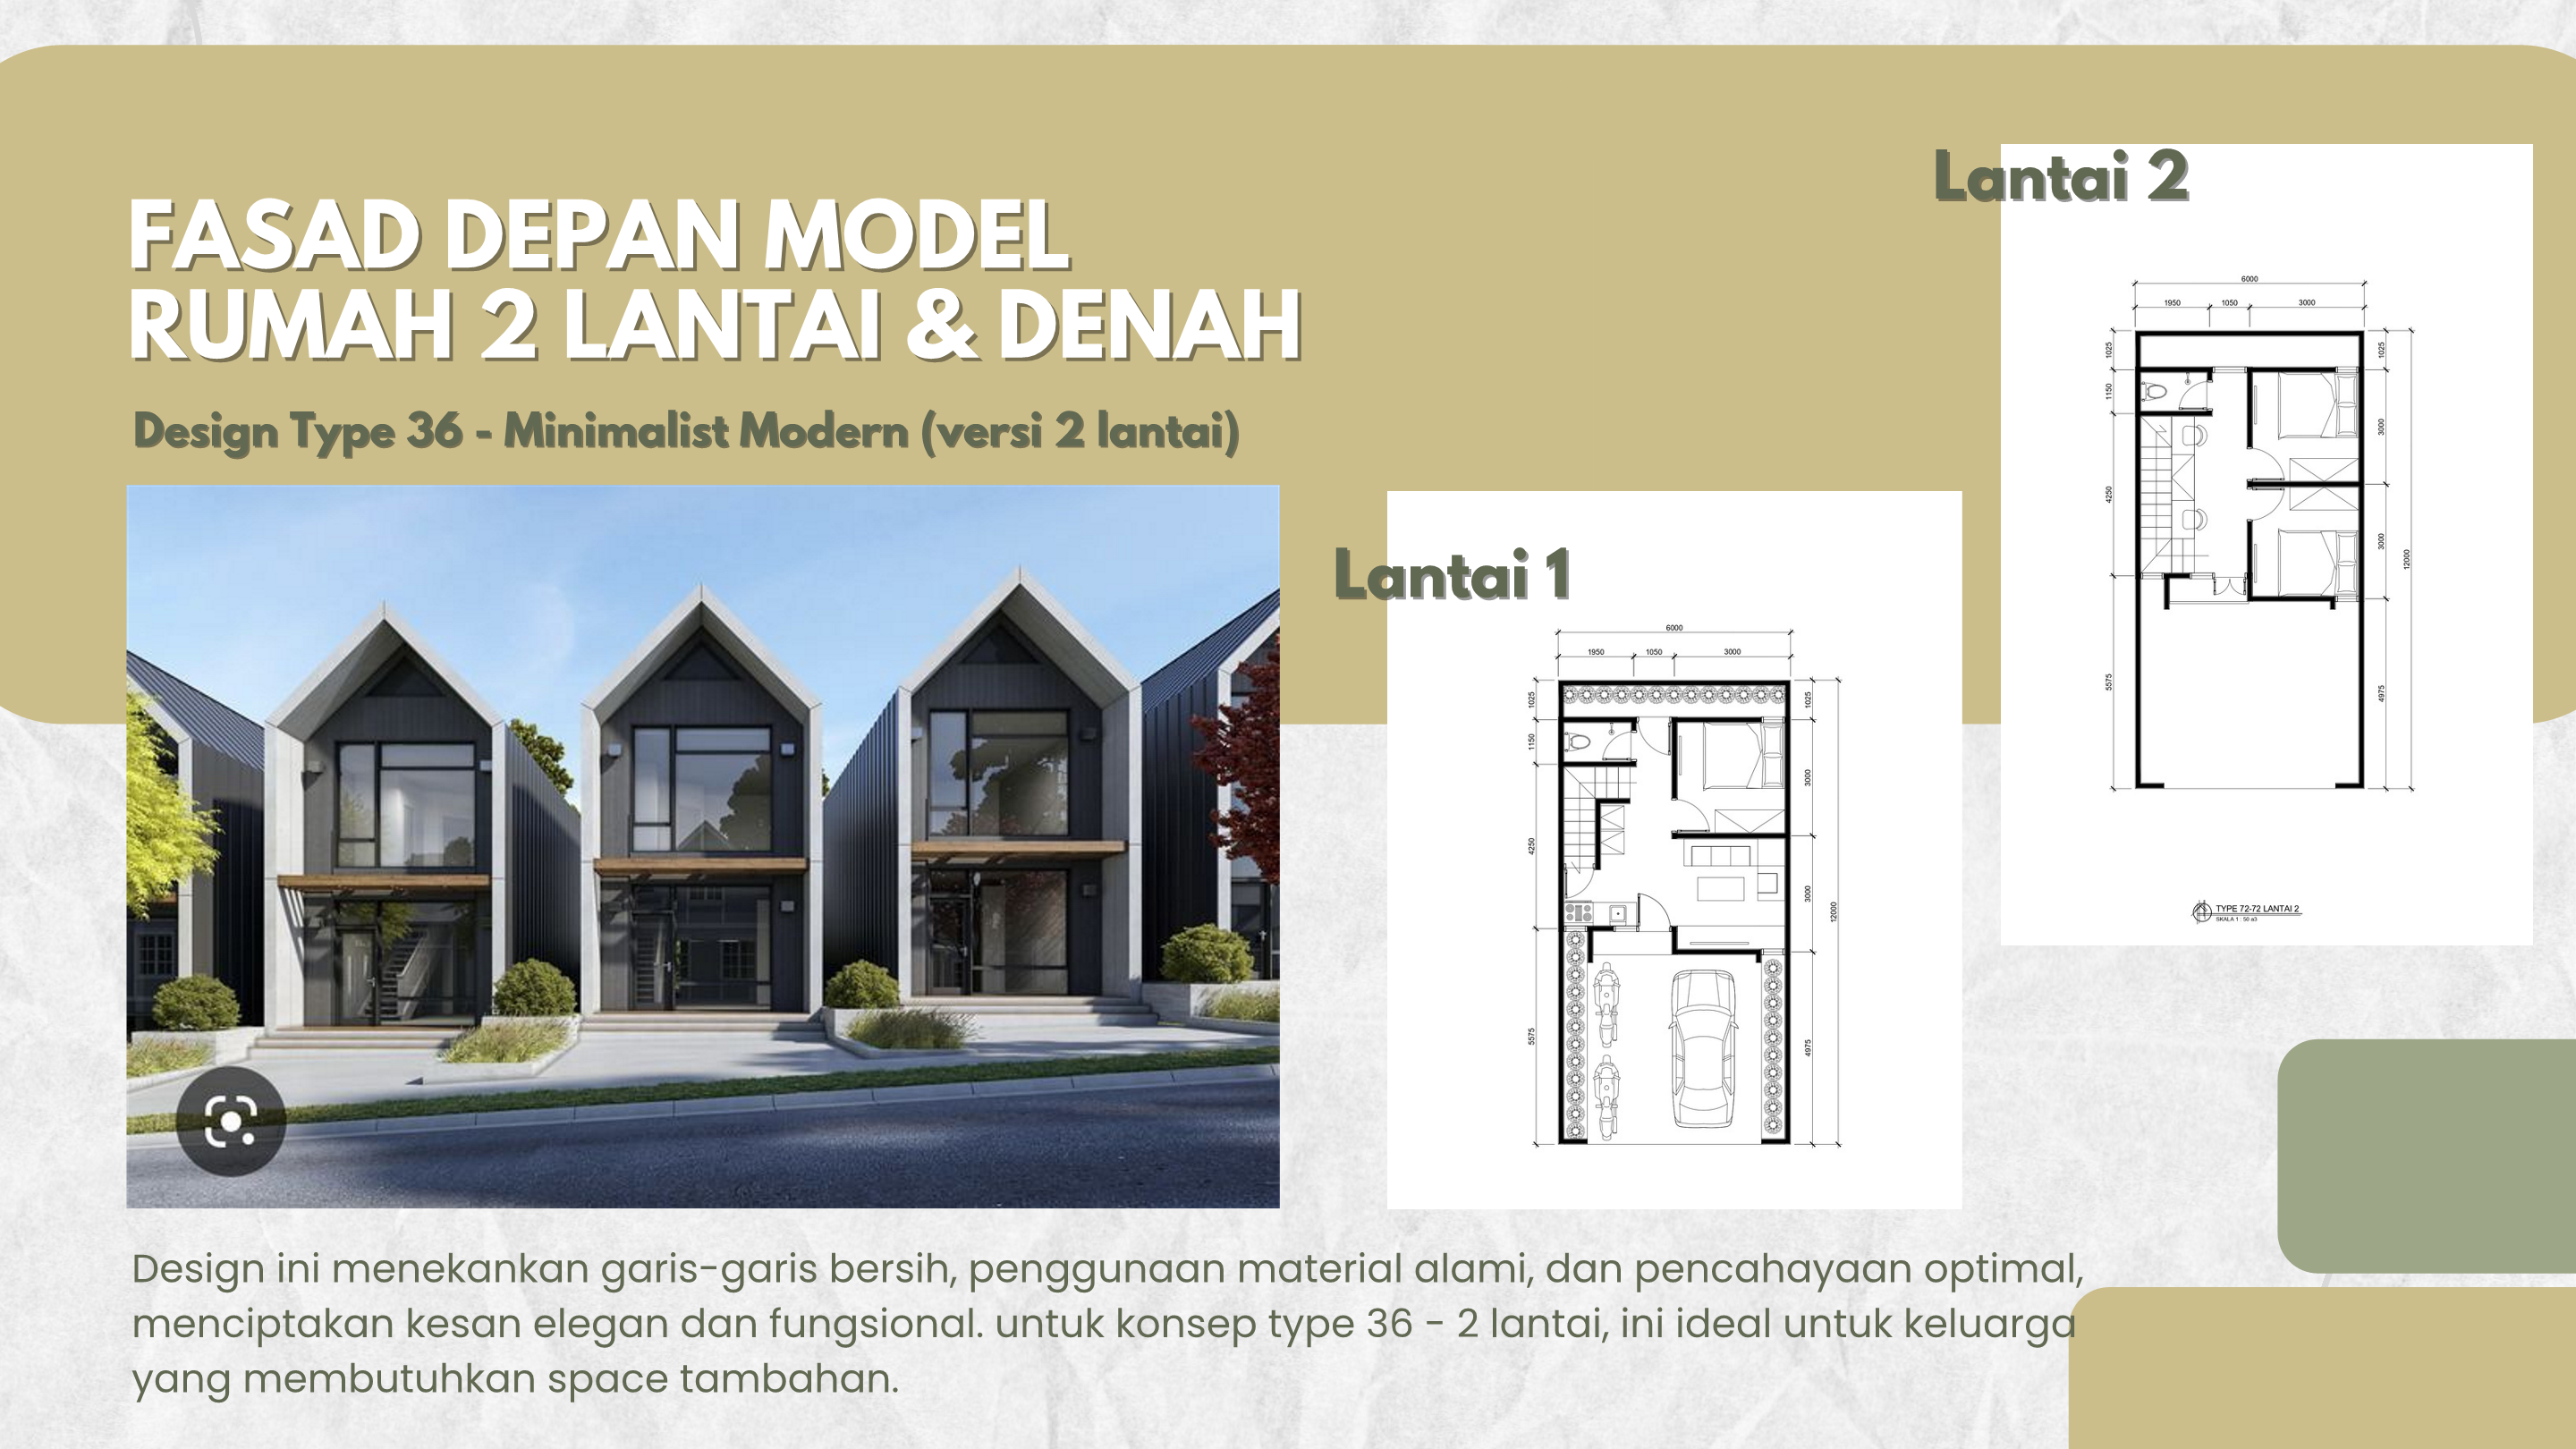 FASAD DEPAN MODEL
RUMAH 2 LANTAI & DENAH
Design Type 36 - Minimalist Modern (versi 2 lantai)
Lantai 1
6000
1950 1050 3000
1025
1150
4250
5575
1025
3000
3000
4975
12000
Lantai 2
6000
1950 1050 3000
1025
1150
4250
5575
1025
3000
3000
4975
12000
TYPE 72-72 LANTAI 2
SKALA 1 : 50 a3
Design ini menekankan garis-garis bersih, penggunaan material alami, dan pencahayaan optimal,
menciptakan kesan elegan dan fungsional. untuk konsep type 36 - 2 lantai, ini ideal untuk keluarga
yang membutuhkan space tambahan.